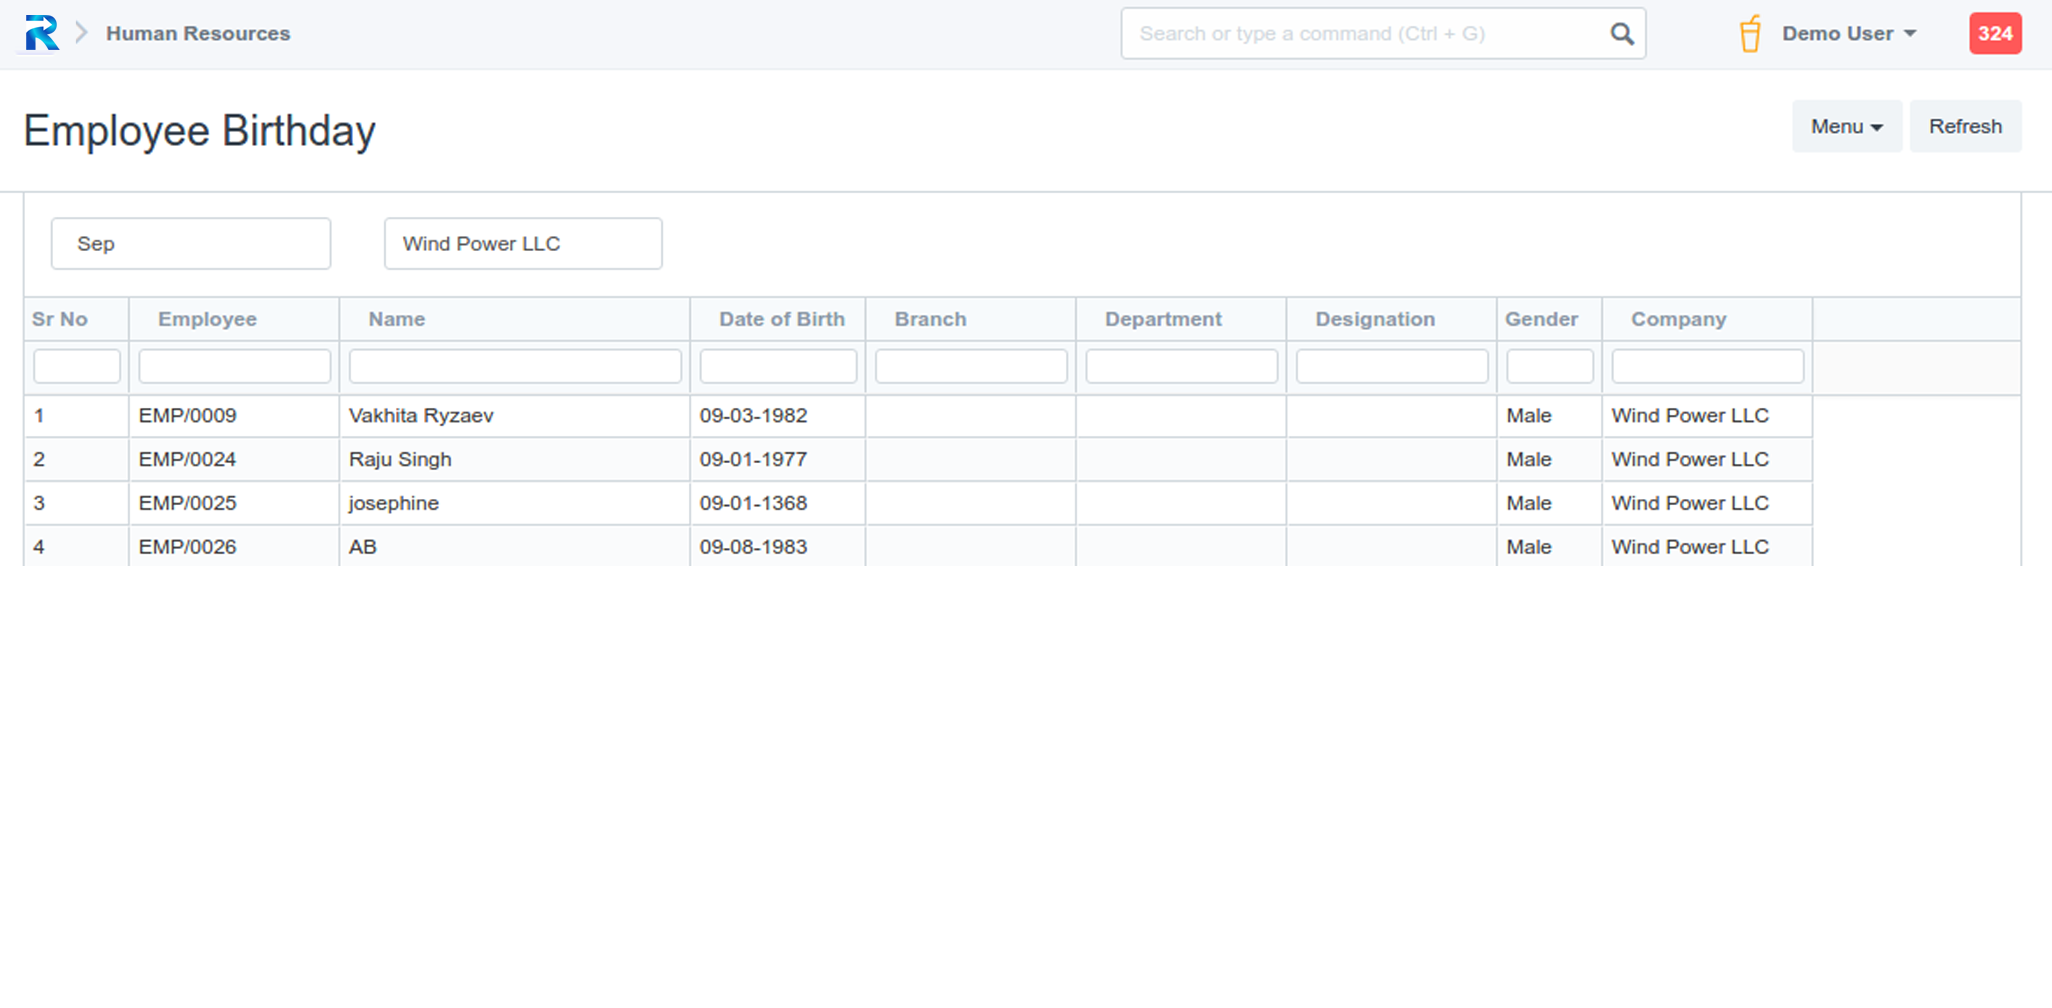 R Human Resources Search or type a command (Ctrl + G) Demo User 324
Employee Birthday Menu Refresh
Sep Wind Power LLC
Sr No Employee Name Date of Birth Branch Department Designation Gender Company
1 EMP/0009 Vakhita Ryzaev 09-03-1982 Male Wind Power LLC
2 EMP/0024 Raju Singh 09-01-1977 Male Wind Power LLC
3 EMP/0025 josephine 09-01-1368 Male Wind Power LLC
4 EMP/0026 AB 09-08-1983 Male Wind Power LLC